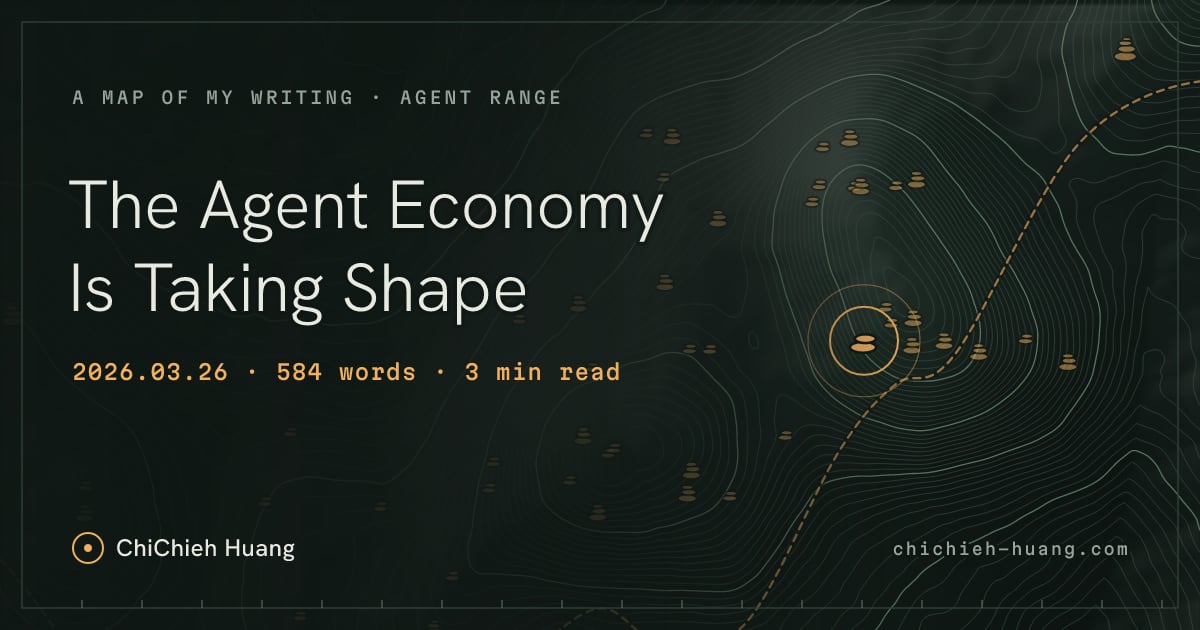 A MAP OF MY WRITING · AGENT RANGE
The Agent Economy
Is Taking Shape
2026.03.26 · 584 words · 3 min read
ChiChieh Huang
chichieh-huang.com